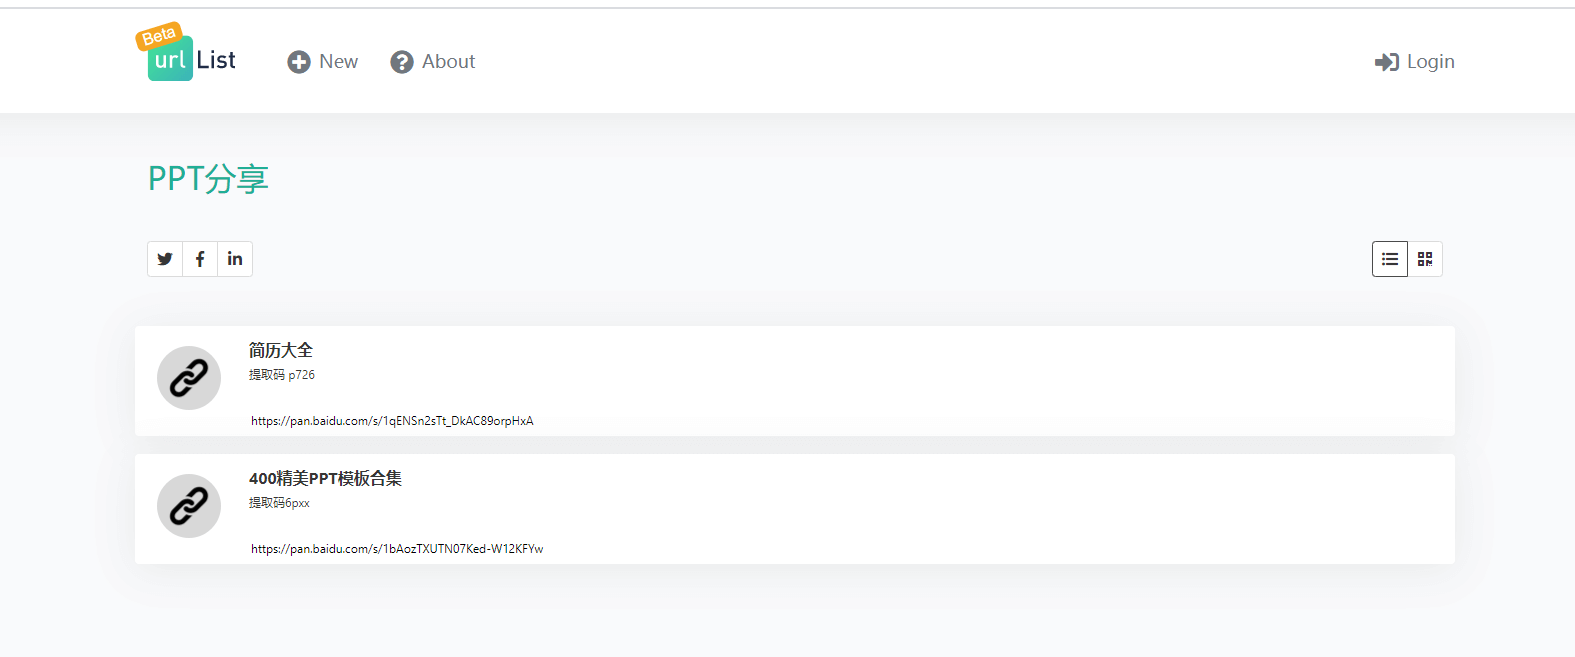 Beta
url List
New
About
Login
PPT分享
简历大全
提取码 p726
https://pan.baidu.com/s/1qENSn2sTt_DkAC89orpHxA
400精美PPT模板合集
提取码6pxx
https://pan.baidu.com/s/1bAozTXUTN07Ked-W12KFYw